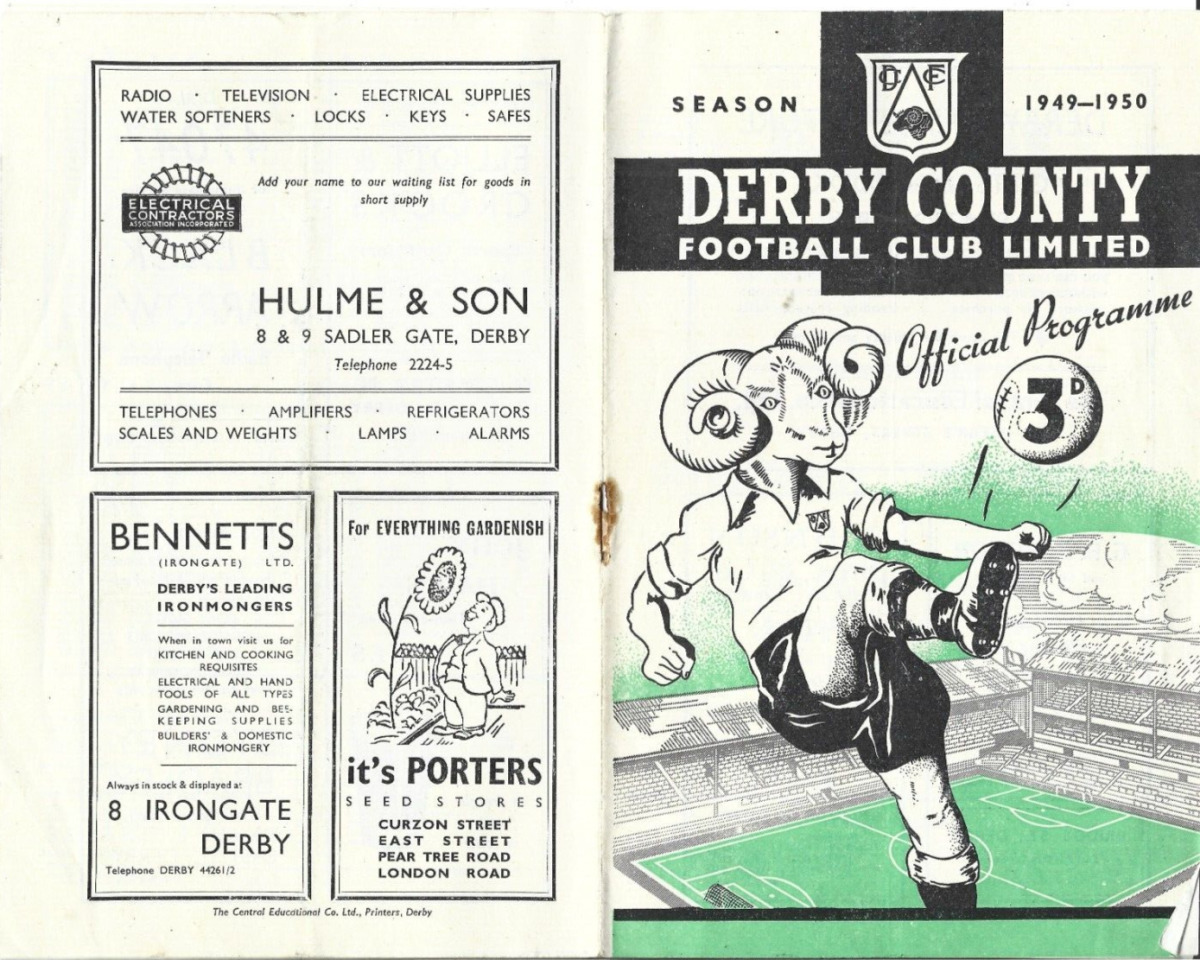 RADIO · TELEVISION · ELECTRICAL SUPPLIES
WATER SOFTENERS · LOCKS · KEYS · SAFES
ELECTRICAL
CONTRACTORS
ASSOCIATION INCORPORATED
Add your name to our waiting list for goods in
short supply
HULME & SON
8 & 9 SADLER GATE, DERBY
Telephone 2224-5
TELEPHONES · AMPLIFIERS REFRIGERATORS
SCALES AND WEIGHTS · LAMPS · ALARMS
BENNETTS
(IRONGATE) LTD.
DERBY'S LEADING
IRONMONGERS
When in town visit us for
KITCHEN AND COOKING
REQUISITES
ELECTRICAL AND HAND
TOOLS OF ALL TYPES
GARDENING AND BEE-
KEEPING SUPPLIES
BUILDERS' & DOMESTIC
IRONMONGERY
Always in stock & displayed at
8 IRONGATE
DERBY
Telephone DERBY 44261/2
For EVERYTHING GARDENISH
it's PORTERS
SEED STORES
CURZON STREET
EAST STREET
PEAR TREE ROAD
LONDON ROAD
The Central Educational Co. Ltd., Printers, Derby
SEASON 1949—1950
D C F C
DERBY COUNTY
FOOTBALL CLUB LIMITED
Official Programme
3D